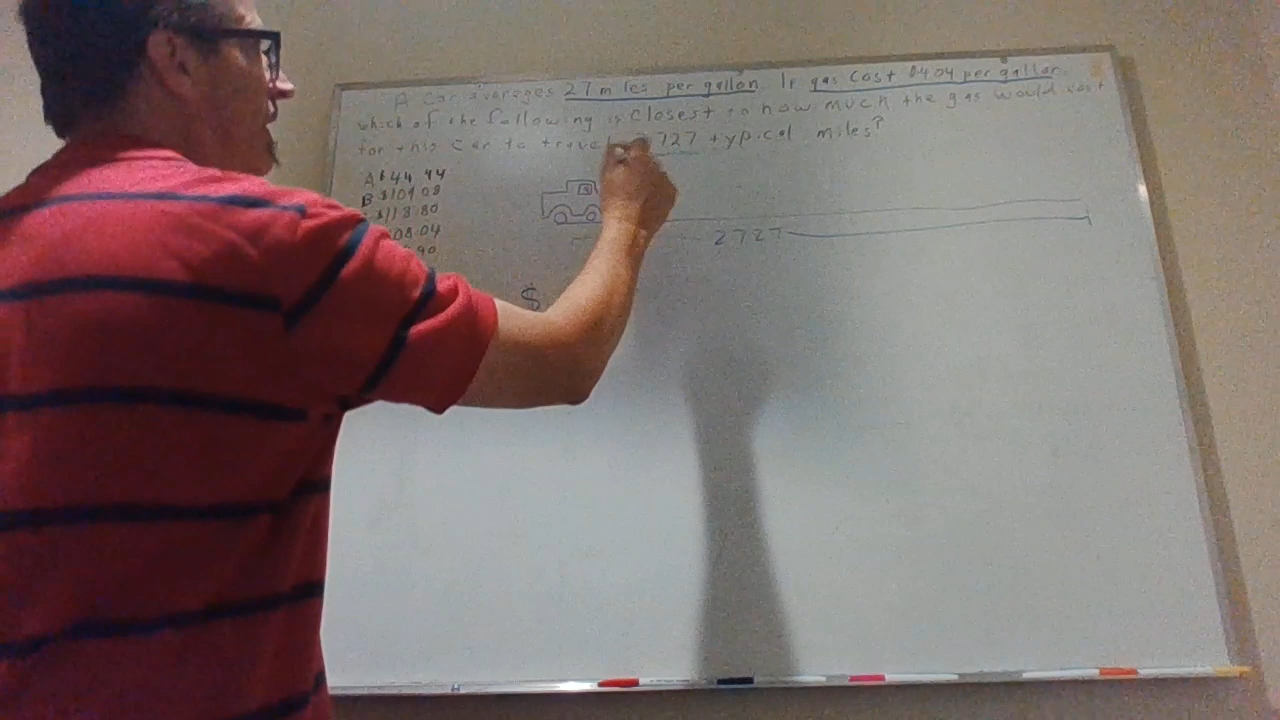 A Car averages 27 miles per gallon. If gas Cost $4.04 per gallon,
which of the following is Closest to how much the gas would cost
for this Car to travel 2727 typical miles?
A $44.44
B $109.08
$118.80
08.04
90
2727
$